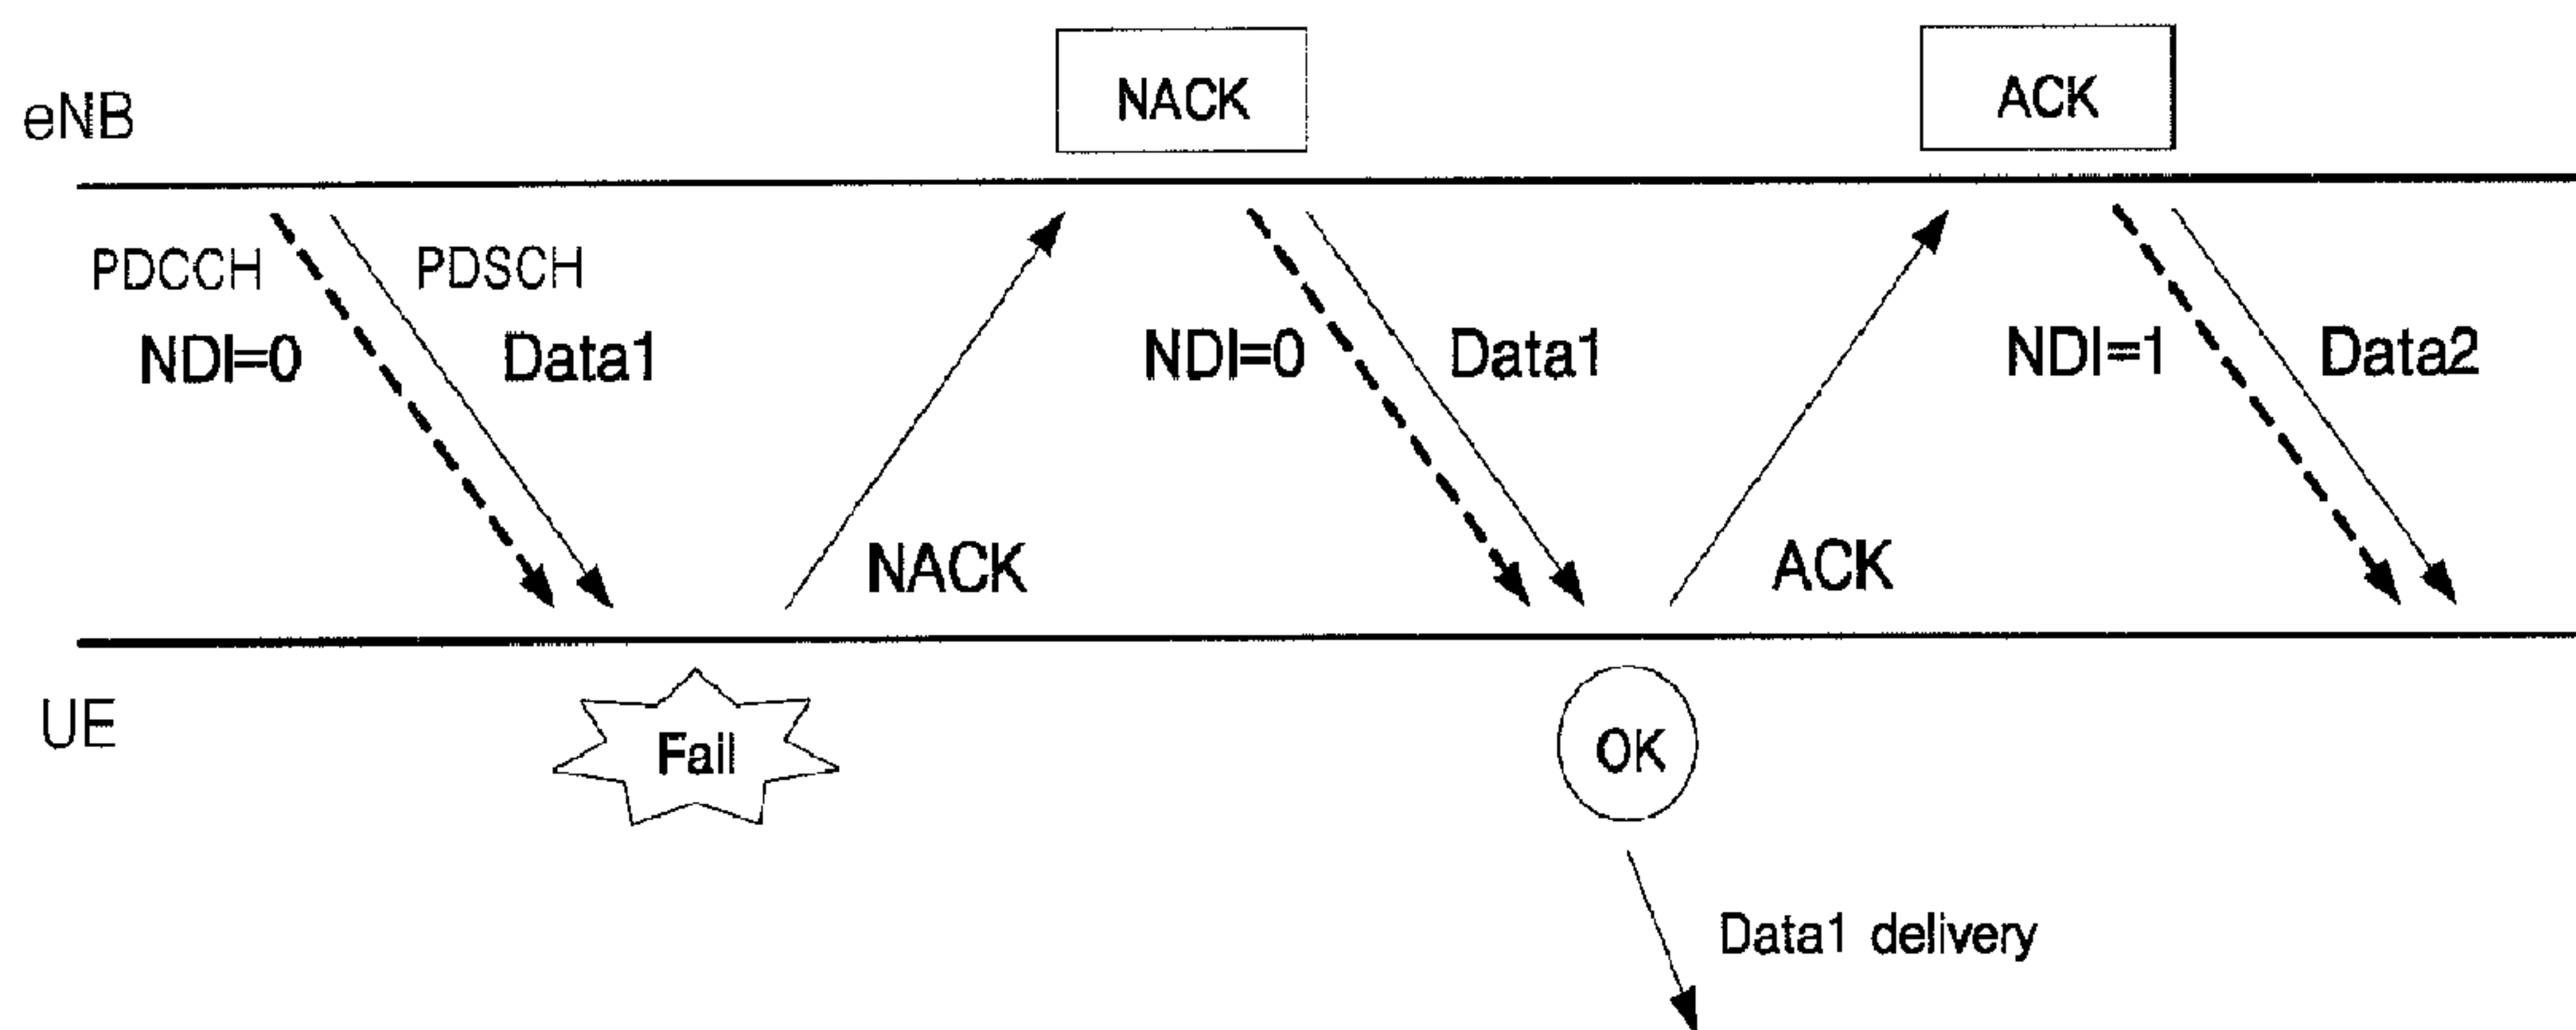 NACK
ACK
eNB
PDCCH
PDSCH
NDI=0
Data1
NDI=0
Data1
NDI=1
Data2
NACK
ACK
UE
Fail
OK
Data1 delivery